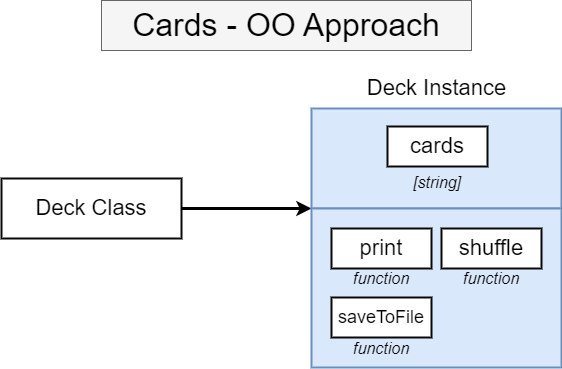 Cards - OO Approach
Deck Instance
cards
[string]
Deck Class
print
shuffle
function
function
saveToFile
function